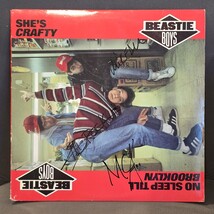 SHE'S
CRAFTY
BEASTIE
BOYS
BEASTIE
BOYS
NO SLEEP TILL
BROOKLYN